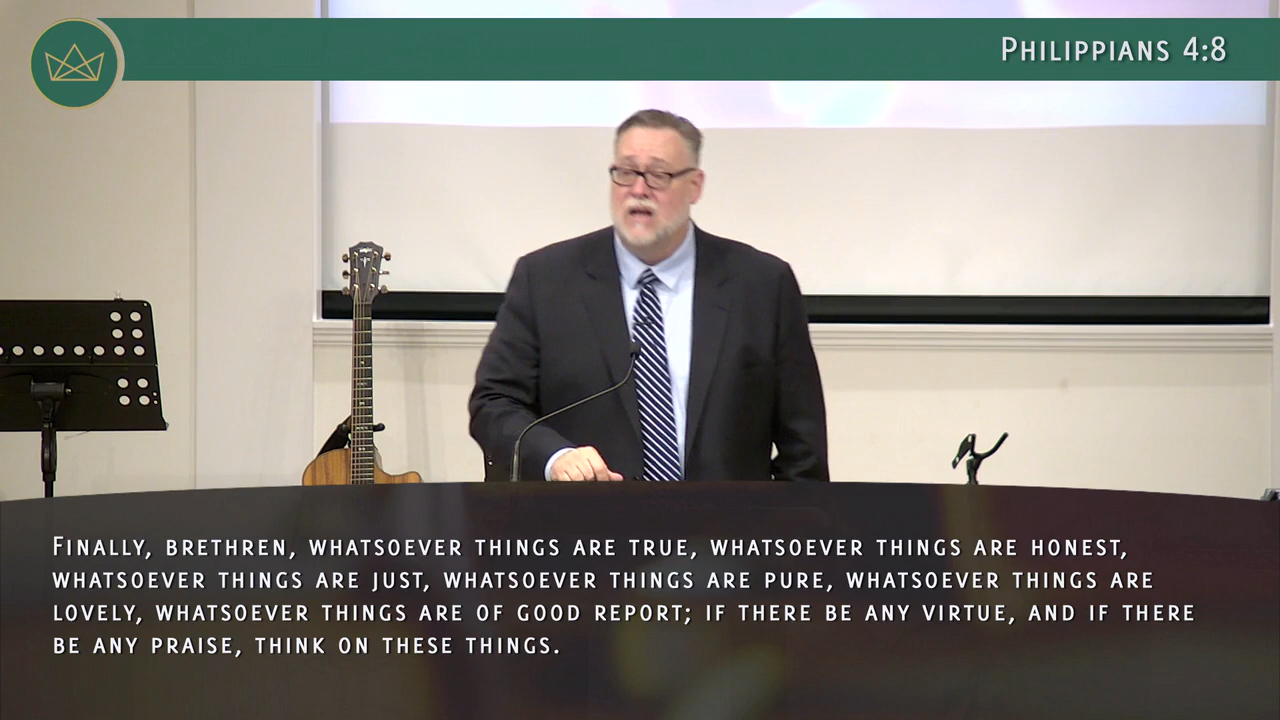 Philippians 4:8
Finally, brethren, whatsoever things are true, whatsoever things are honest,
whatsoever things are just, whatsoever things are pure, whatsoever things are
lovely, whatsoever things are of good report; if there be any virtue, and if there
be any praise, think on these things.